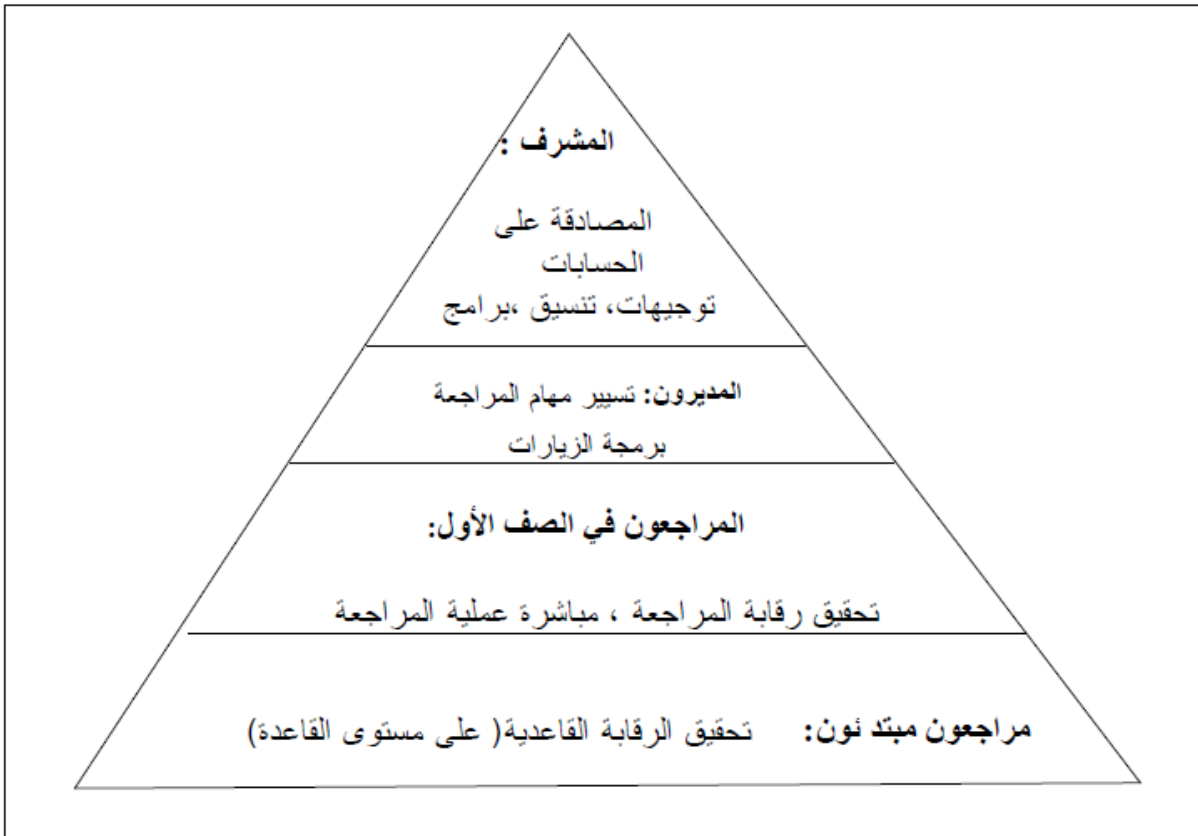 المشرف :
المصادقة على
الحسابات
توجيهات، تنسيق ،برامج
المديرون: تسيير مهام المراجعة
برمجة الزيارات
المراجعون في الصف الأول:
تحقيق رقابة المراجعة ، مباشرة عملية المراجعة
مراجعون مبتد ئون: تحقيق الرقابة القاعدية( على مستوى القاعدة)